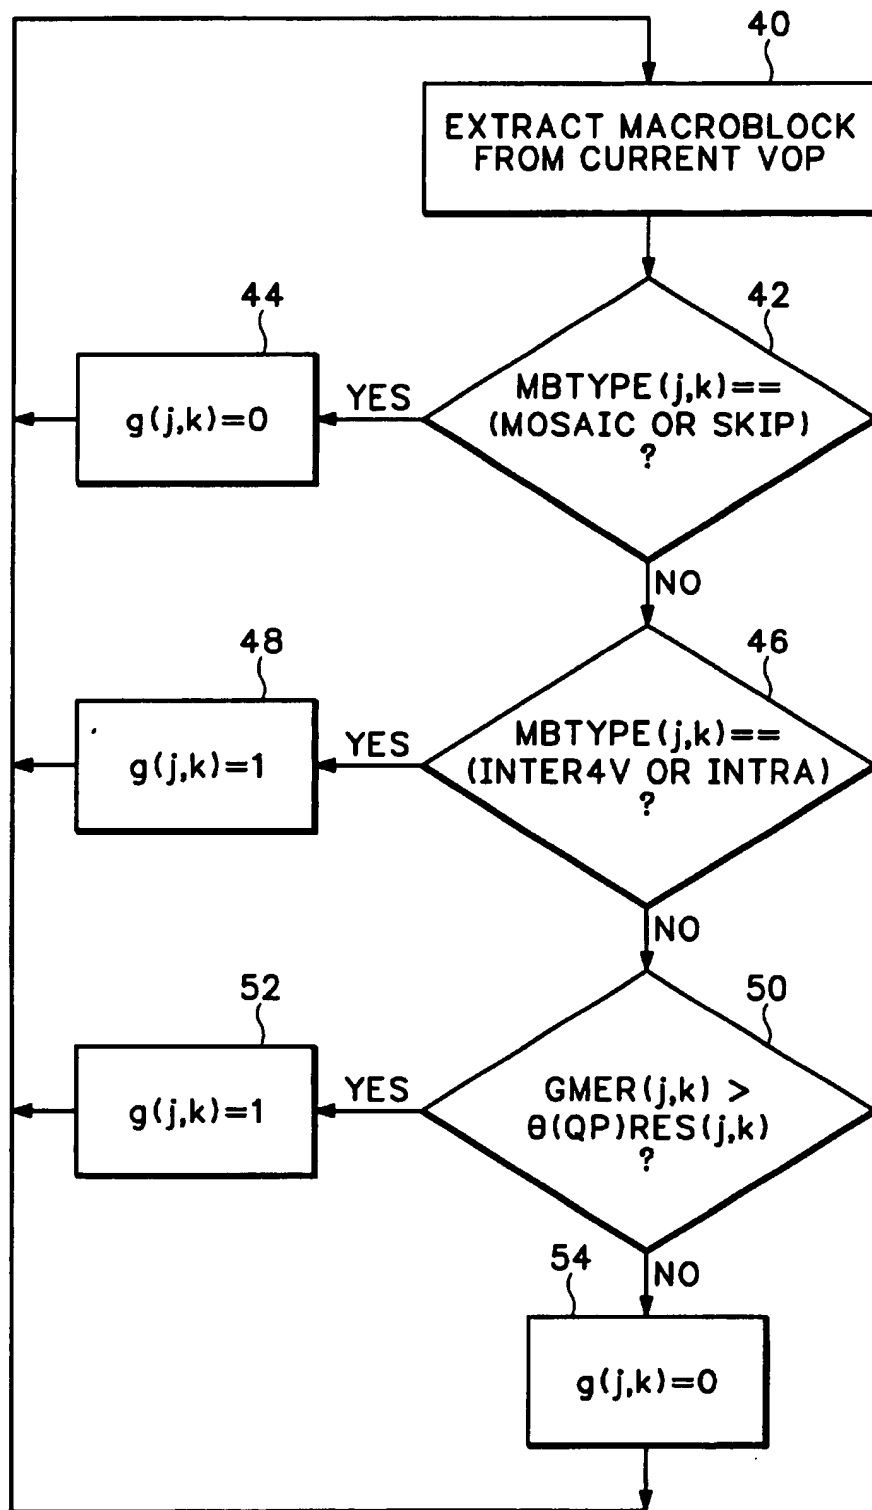 40
EXTRACT MACROBLOCK
FROM CURRENT VOP
44
42
g(j,k)=0
YES
MBTYPE(j,k)==
(MOSAIC OR SKIP)
?
NO
48
46
g(j,k)=1
YES
MBTYPE(j,k)==
(INTER4V OR INTRA)
?
NO
52
50
g(j,k)=1
YES
GMER(j,k) >
θ(QP)RES(j,k)
?
NO
54
g(j,k)=0